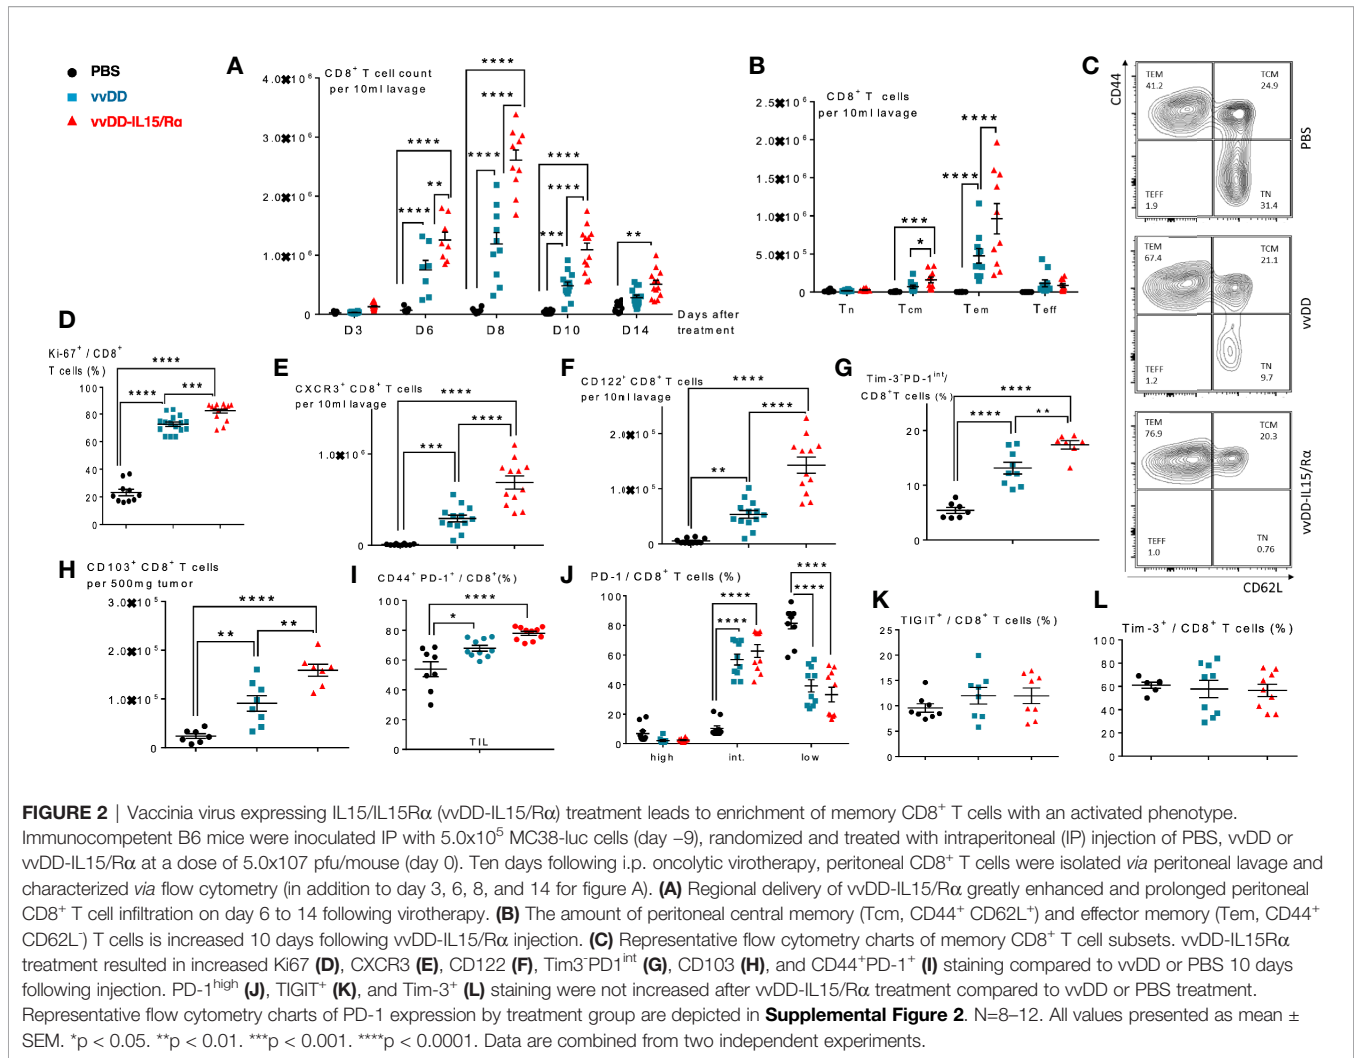 PBS
vvDD
vvDD-IL15/Rα
A
CD8⁺ T cell count
per 10ml lavage
4.0✖10⁶
3.0✖10⁶
2.0✖10⁶
1.0✖10⁶
0
****
**
****
****
****
****
****
****
***
**
D3 D6 D8 D10 D14
Days after
treatment
B
CD8⁺ T cells
per 10ml lavage
2.5✖10⁶
2.0✖10⁶
1.5✖10⁶
1.0✖10⁶
5.0✖10⁵
0
***
*
****
****
Tn Tcm Tem Teff
C
CD44
TEM
41.2
TCM
24.9
TEFF
1.9
TN
31.4
PBS
TEM
67.4
TCM
21.1
TEFF
1.2
TN
9.7
vvDD
TEM
76.9
TCM
20.3
TEFF
1.0
TN
0.76
vvDD-IL15/Rα
CD62L
D
Ki-67⁺ / CD8⁺
T cells (%)
100
80
60
40
20
0
****
****
***
E
CXCR3⁺ CD8⁺ T cells
per 10ml lavage
1.0✖10⁶
0
****
****
***
F
CD122⁺ CD8⁺ T cells
per 10ml lavage
2.0✖10⁵
1.0✖10⁵
0
****
****
**
G
Tim-3⁻PD-1ⁱⁿᵗ/
CD8⁺T cells (%)
20
10
0
****
****
**
H
CD103⁺ CD8⁺ T cells
per 500mg tumor
3.0✖10⁵
2.0✖10⁵
1.0✖10⁵
0
****
**
**
I
CD44⁺ PD-1⁺ / CD8⁺(%)
100
80
60
40
20
0
****
*
TIL
J
PD-1 / CD8⁺ T cells (%)
100
80
60
40
20
0
****
****
****
****
high int. low
K
TIGIT⁺ / CD8⁺ T cells (%)
25
20
15
10
5
0
L
Tim-3⁺ / CD8⁺ T cells (%)
100
80
60
40
20
0
FIGURE 2 | Vaccinia virus expressing IL15/IL15Rα (vvDD-IL15/Rα) treatment leads to enrichment of memory CD8⁺ T cells with an activated phenotype.
Immunocompetent B6 mice were inoculated IP with 5.0x10⁵ MC38-luc cells (day −9), randomized and treated with intraperitoneal (IP) injection of PBS, vvDD or
vvDD-IL15/Rα at a dose of 5.0x107 pfu/mouse (day 0). Ten days following i.p. oncolytic virotherapy, peritoneal CD8⁺ T cells were isolated via peritoneal lavage and
characterized via flow cytometry (in addition to day 3, 6, 8, and 14 for figure A). (A) Regional delivery of vvDD-IL15/Rα greatly enhanced and prolonged peritoneal
CD8⁺ T cell infiltration on day 6 to 14 following virotherapy. (B) The amount of peritoneal central memory (Tcm, CD44⁺ CD62L⁺) and effector memory (Tem, CD44⁺
CD62L⁻) T cells is increased 10 days following vvDD-IL15/Rα injection. (C) Representative flow cytometry charts of memory CD8⁺ T cell subsets. vvDD-IL15Rα
treatment resulted in increased Ki67 (D), CXCR3 (E), CD122 (F), Tim3⁻PD1ⁱⁿᵗ (G), CD103 (H), and CD44⁺PD-1⁺ (I) staining compared to vvDD or PBS 10 days
following injection. PD-1ʰⁱᵍʰ (J), TIGIT⁺ (K), and Tim-3⁺ (L) staining were not increased after vvDD-IL15/Rα treatment compared to vvDD or PBS treatment.
Representative flow cytometry charts of PD-1 expression by treatment group are depicted in Supplemental Figure 2. N=8–12. All values presented as mean ±
SEM. *p < 0.05. **p < 0.01. ***p < 0.001. ****p < 0.0001. Data are combined from two independent experiments.